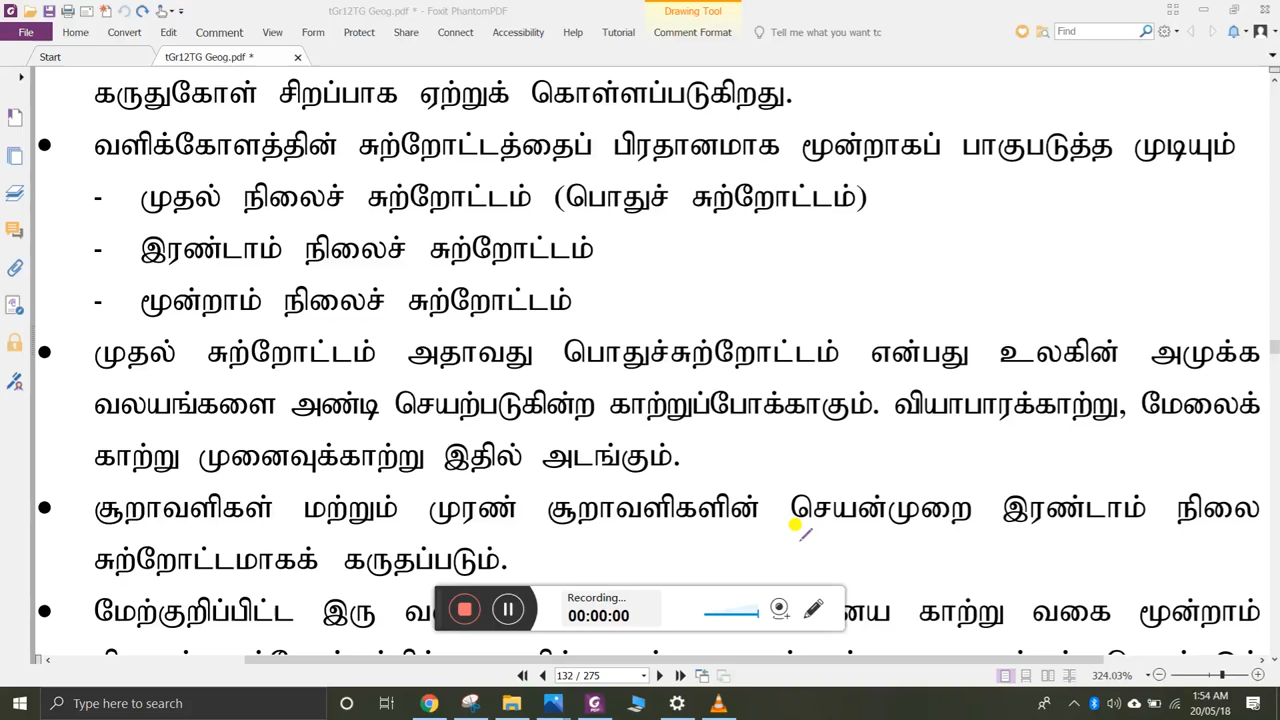 tGr12TG Geog.pdf * - Foxit PhantomPDF
Drawing Tool
File Home Convert Edit Comment View Form Protect Share Connect Accessibility Help Tutorial Comment Format Tell me what you want tc Find
Start tGr12TG Geog.pdf *
கருதுகோள் சிறப்பாக ஏற்றுக் கொள்ளப்படுகிறது.
● வளிக்கோளத்தின் சுற்றோட்டத்தைப் பிரதானமாக மூன்றாகப் பாகுபடுத்த முடியும்
- முதல் நிலைச் சுற்றோட்டம் (பொதுச் சுற்றோட்டம்)
- இரண்டாம் நிலைச் சுற்றோட்டம்
- மூன்றாம் நிலைச் சுற்றோட்டம்
● முதல் சுற்றோட்டம் அதாவது பொதுச்சுற்றோட்டம் என்பது உலகின் அமுக்க
வலயங்களை அண்டி செயற்படுகின்ற காற்றுப்போக்காகும். வியாபாரக்காற்று, மேலைக்
காற்று முனைவுக்காற்று இதில் அடங்கும்.
● சூறாவளிகள் மற்றும் முரண் சூறாவளிகளின் செயன்முறை இரண்டாம் நிலை
சுற்றோட்டமாகக் கருதப்படும்.
Recording...
00:00:00
● மேற்குறிப்பிட்ட இரு காற்று வகை மூன்றாம்
132 / 275
324.03%
Type here to search
1:54 AM
20/05/18